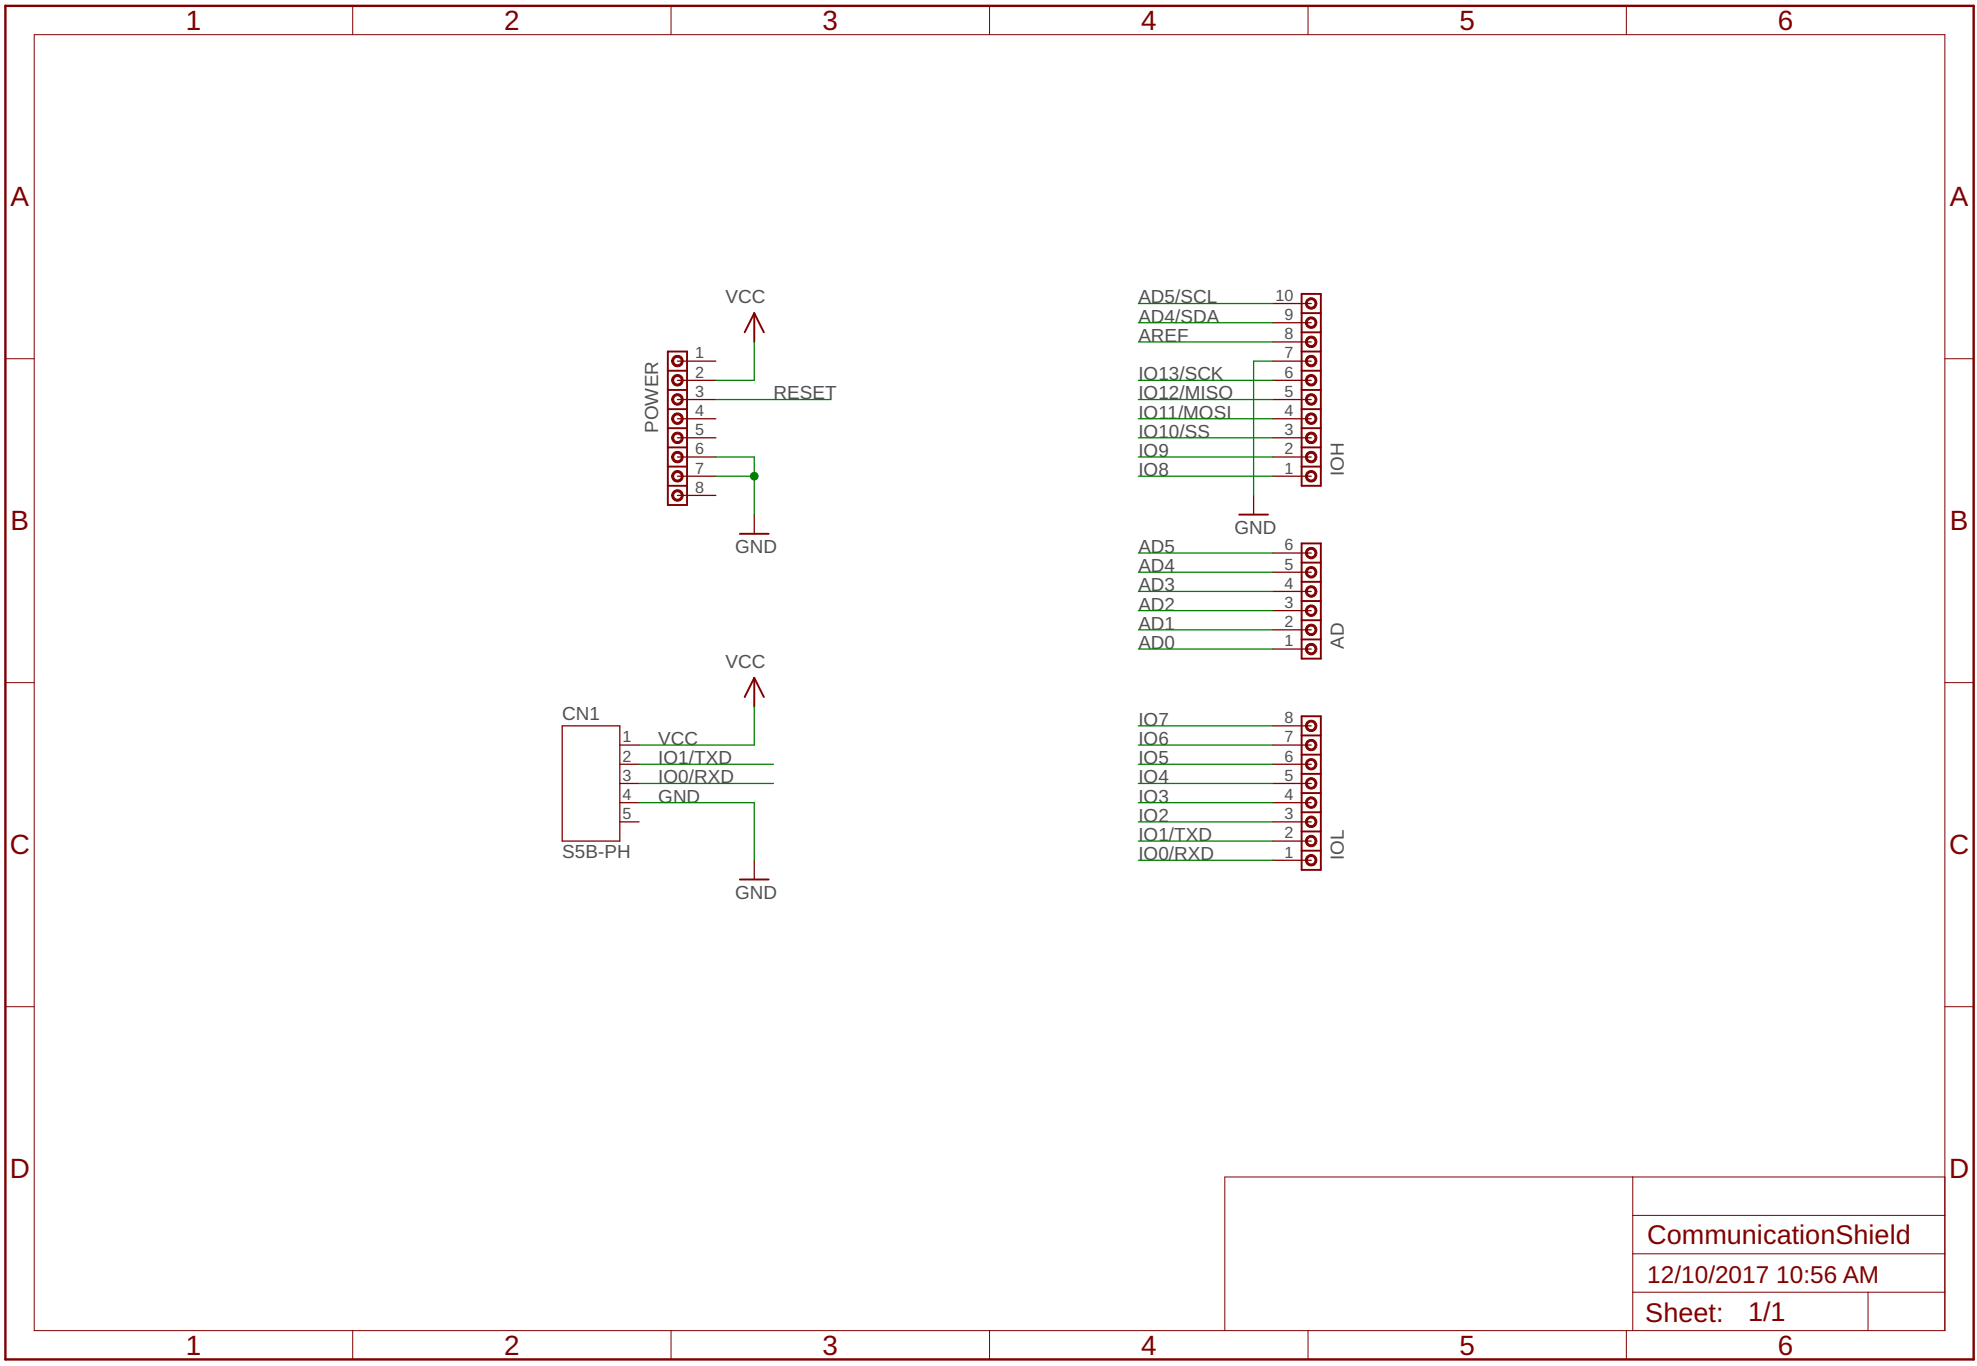 1 2 3 4 5 6
A A
VCC
POWER
1
2
3 RESET
4
5
6
7
8
GND
AD5/SCL 10
AD4/SDA 9
AREF 8
7
IO13/SCK 6
IO12/MISO 5
IO11/MOSI 4
IO10/SS 3
IO9 2
IO8 1
IOH
GND
B B
AD5 6
AD4 5
AD3 4
AD2 3
AD1 2
AD0 1
AD
VCC
CN1
1 VCC
2 IO1/TXD
3 IO0/RXD
4 GND
5
S5B-PH
GND
IO7 8
IO6 7
IO5 6
IO4 5
IO3 4
IO2 3
IO1/TXD 2
IO0/RXD 1
IOL
C C
D D
CommunicationShield
12/10/2017 10:56 AM
Sheet: 1/1
1 2 3 4 5 6